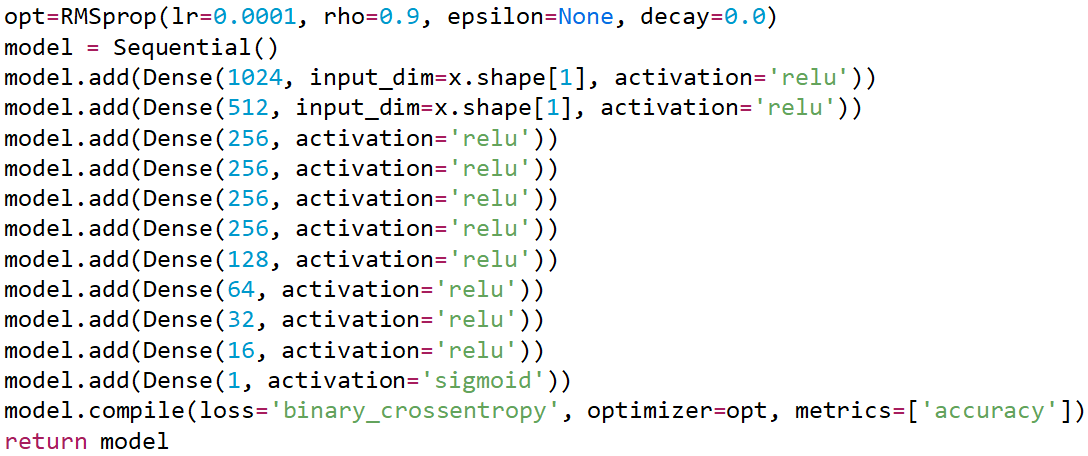 opt=RMSprop(lr=0.0001, rho=0.9, epsilon=None, decay=0.0)
model = Sequential()
model.add(Dense(1024, input_dim=x.shape[1], activation='relu'))
model.add(Dense(512, input_dim=x.shape[1], activation='relu'))
model.add(Dense(256, activation='relu'))
model.add(Dense(256, activation='relu'))
model.add(Dense(256, activation='relu'))
model.add(Dense(256, activation='relu'))
model.add(Dense(128, activation='relu'))
model.add(Dense(64, activation='relu'))
model.add(Dense(32, activation='relu'))
model.add(Dense(16, activation='relu'))
model.add(Dense(1, activation='sigmoid'))
model.compile(loss='binary_crossentropy', optimizer=opt, metrics=['accuracy'])
return model